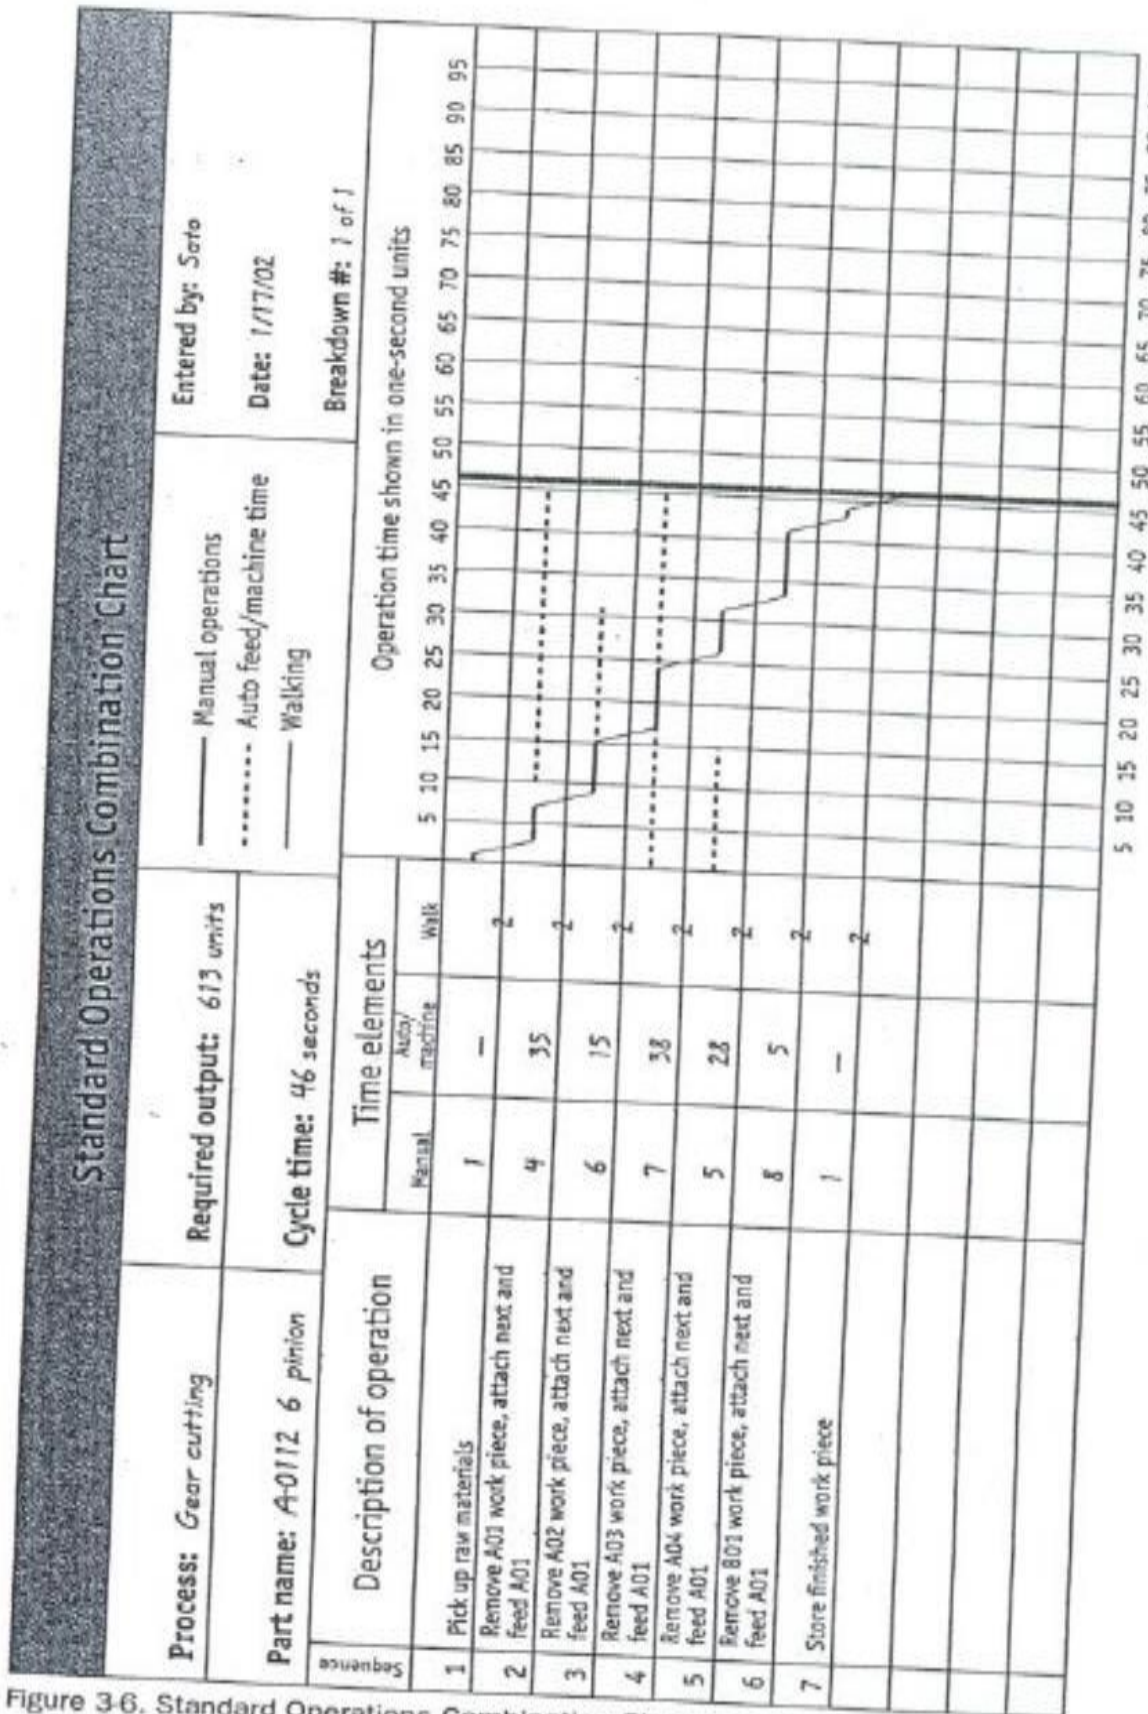 Standard Operations Combination Chart
Process: Gear cutting
Required output: 613 units
Manual operations
Auto feed/machine time
Walking
Entered by: Sato
Date: 1/17/02
Part name: A-0112 6 pinion
Cycle time: 46 seconds
Breakdown #: 1 of 1
Sequence
Description of operation
Time elements
Manual
Auto/
machine
Walk
Operation time shown in one-second units
5 10 15 20 25 30 35 40 45 50 55 60 65 70 75 80 85 90 95
1 Pick up raw materials 1 — 2
2 Remove A01 work piece, attach next and
feed A01 4 35 2
3 Remove A02 work piece, attach next and
feed A01 6 15 2
4 Remove A03 work piece, attach next and
feed A01 7 38 2
5 Remove A04 work piece, attach next and
feed A01 5 28 2
6 Remove B01 work piece, attach next and
feed A01 8 5 2
7 Store finished work piece 1 — 2
5 10 15 20 25 30 35 40 45 50 55 60 65 70 75
Figure 3-6. Standard Operations Combination